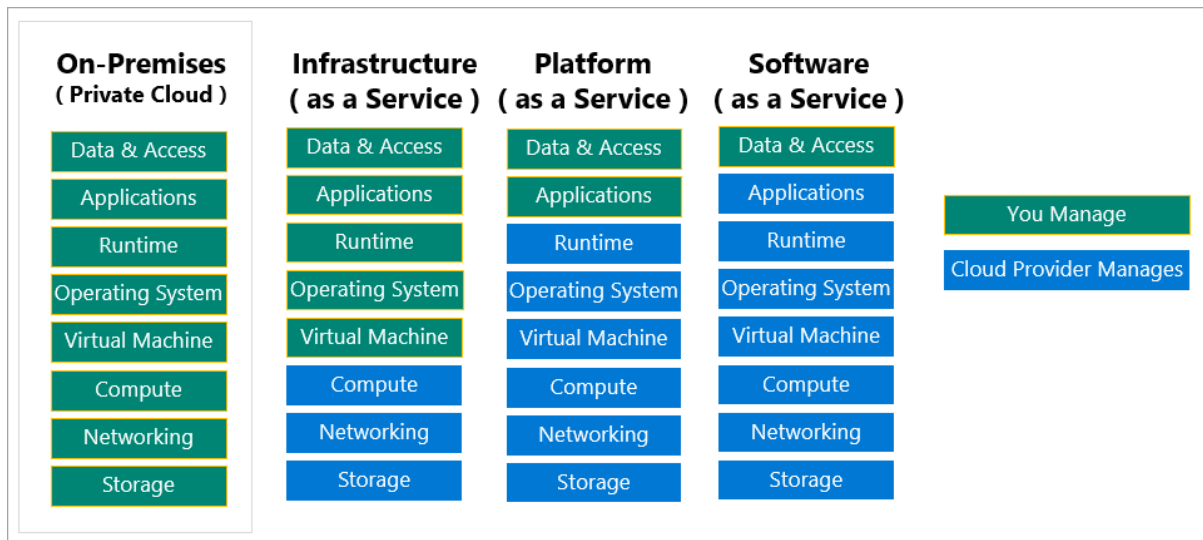 On-Premises
( Private Cloud )
Data & Access
Applications
Runtime
Operating System
Virtual Machine
Compute
Networking
Storage
Infrastructure
( as a Service )
Data & Access
Applications
Runtime
Operating System
Virtual Machine
Compute
Networking
Storage
Platform
( as a Service )
Data & Access
Applications
Runtime
Operating System
Virtual Machine
Compute
Networking
Storage
Software
( as a Service )
Data & Access
Applications
Runtime
Operating System
Virtual Machine
Compute
Networking
Storage
You Manage
Cloud Provider Manages